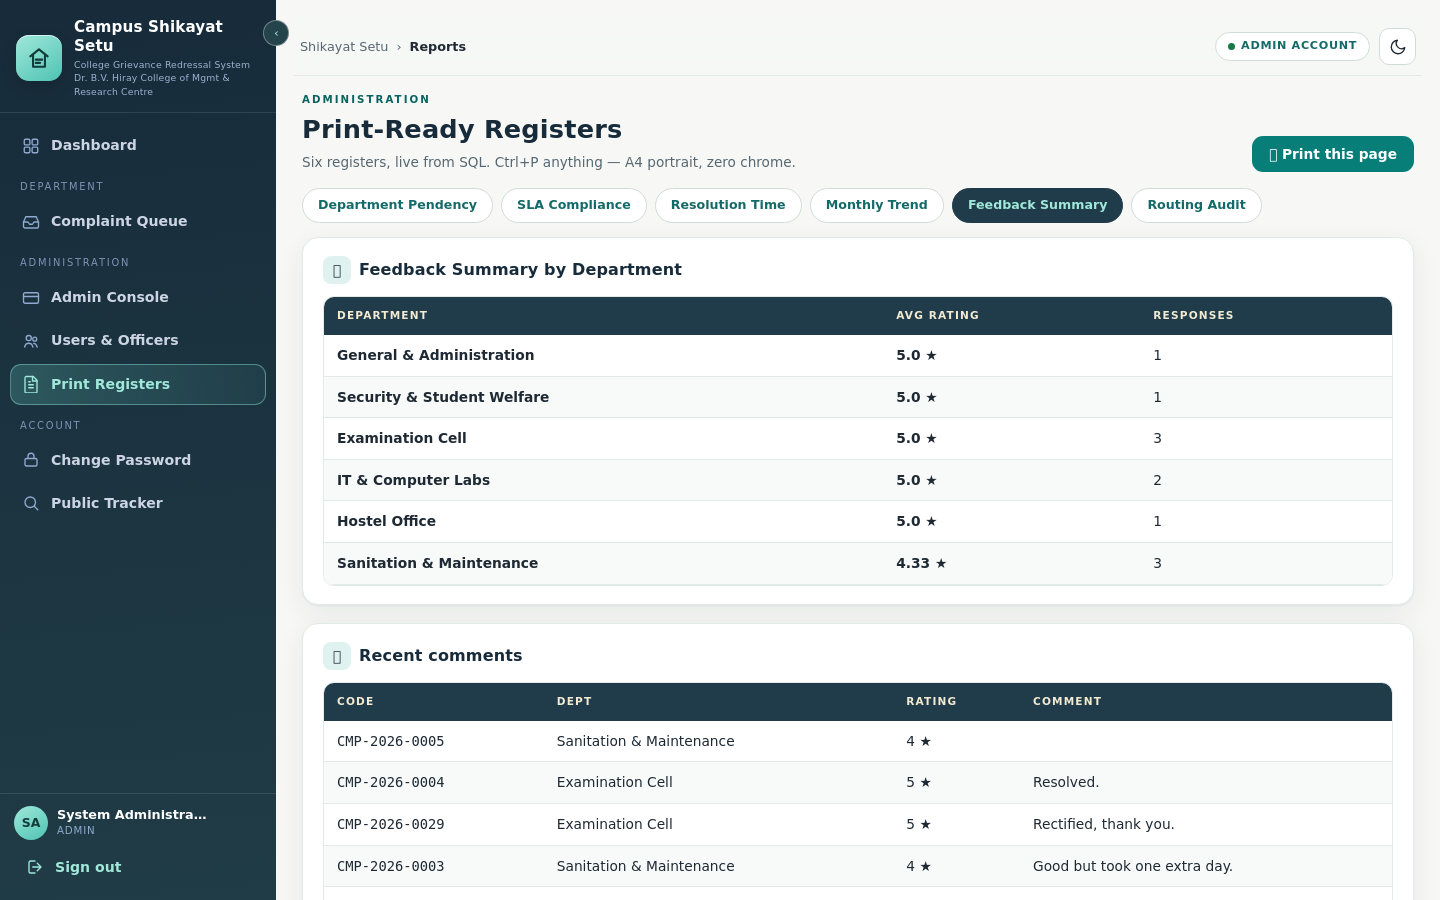 Campus Shikayat
Setu
College Grievance Redressal System
Dr. B.V. Hiray College of Mgmt &
Research Centre
Dashboard
DEPARTMENT
Complaint Queue
ADMINISTRATION
Admin Console
Users & Officers
Print Registers
ACCOUNT
Change Password
Public Tracker
SA
System Administra...
ADMIN
Sign out
Shikayat Setu › Reports
ADMIN ACCOUNT
ADMINISTRATION
Print-Ready Registers
Six registers, live from SQL. Ctrl+P anything — A4 portrait, zero chrome.
Print this page
Department Pendency SLA Compliance Resolution Time Monthly Trend Feedback Summary Routing Audit
Feedback Summary by Department
DEPARTMENT AVG RATING RESPONSES
General & Administration 5.0 ★ 1
Security & Student Welfare 5.0 ★ 1
Examination Cell 5.0 ★ 3
IT & Computer Labs 5.0 ★ 2
Hostel Office 5.0 ★ 1
Sanitation & Maintenance 4.33 ★ 3
Recent comments
CODE DEPT RATING COMMENT
CMP-2026-0005 Sanitation & Maintenance 4 ★
CMP-2026-0004 Examination Cell 5 ★ Resolved.
CMP-2026-0029 Examination Cell 5 ★ Rectified, thank you.
CMP-2026-0003 Sanitation & Maintenance 4 ★ Good but took one extra day.